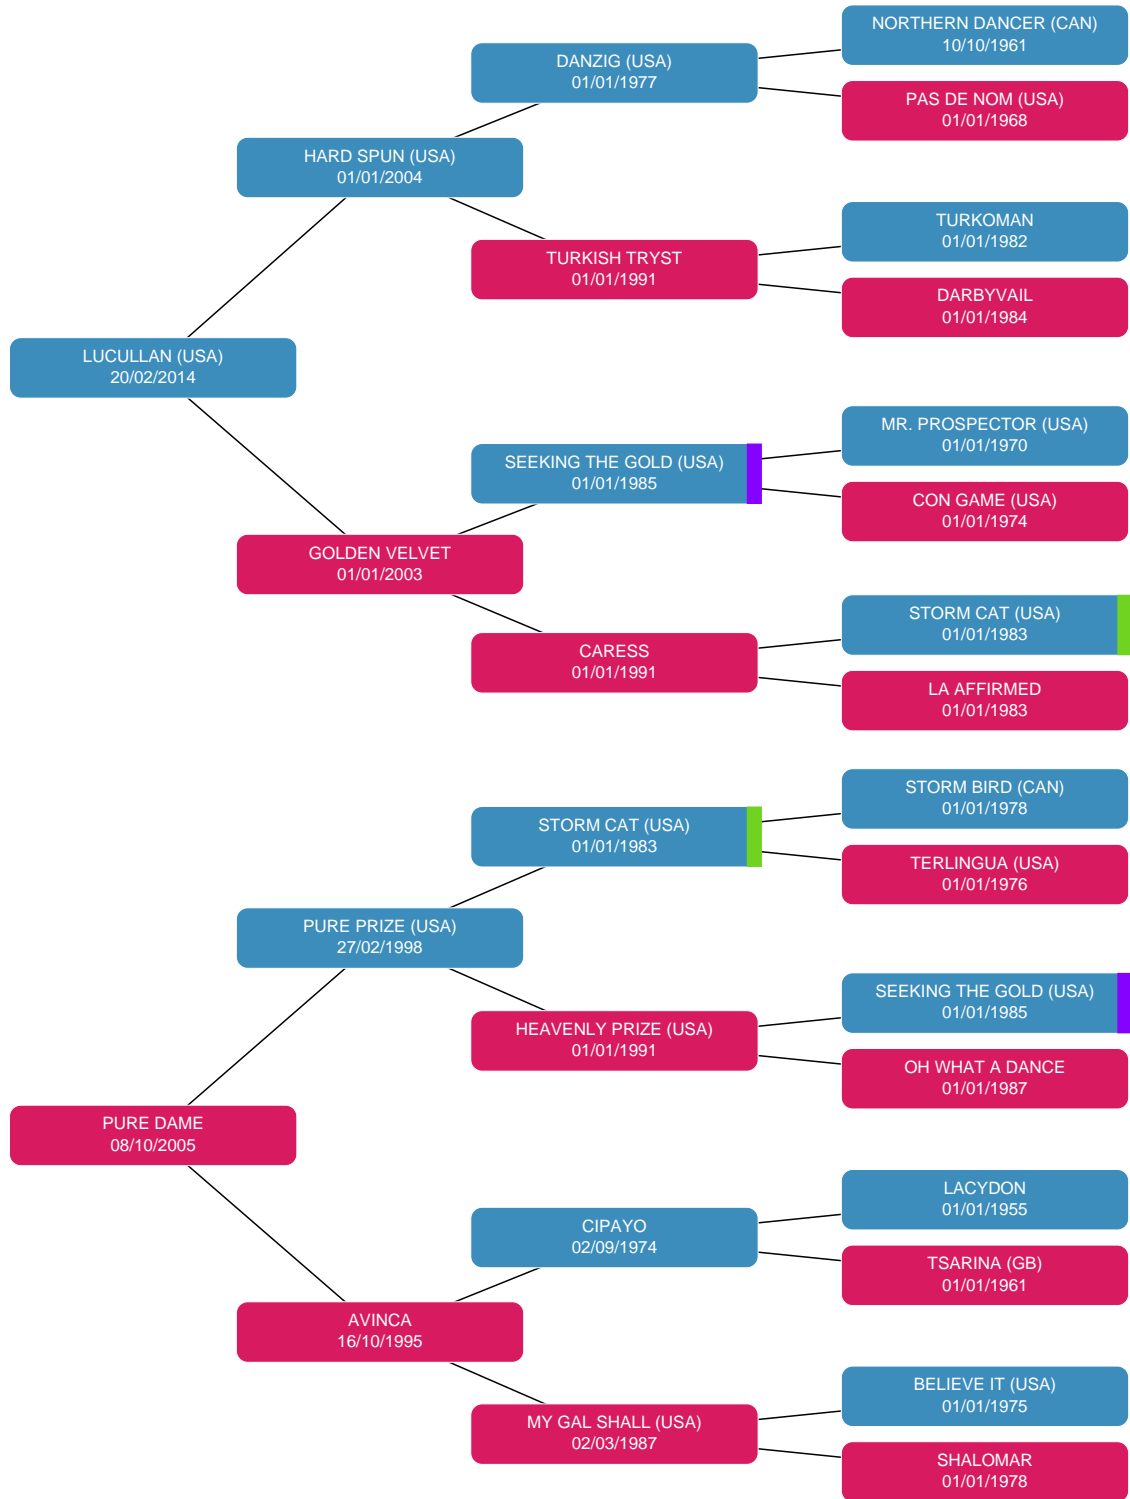 NORTHERN DANCER (CAN)
10/10/1961
DANZIG (USA)
01/01/1977
PAS DE NOM (USA)
01/01/1968
HARD SPUN (USA)
01/01/2004
TURKOMAN
01/01/1982
TURKISH TRYST
01/01/1991
DARBYVAIL
01/01/1984
LUCULLAN (USA)
20/02/2014
MR. PROSPECTOR (USA)
01/01/1970
SEEKING THE GOLD (USA)
01/01/1985
CON GAME (USA)
01/01/1974
GOLDEN VELVET
01/01/2003
STORM CAT (USA)
01/01/1983
CARESS
01/01/1991
LA AFFIRMED
01/01/1983
STORM BIRD (CAN)
01/01/1978
STORM CAT (USA)
01/01/1983
TERLINGUA (USA)
01/01/1976
PURE PRIZE (USA)
27/02/1998
SEEKING THE GOLD (USA)
01/01/1985
HEAVENLY PRIZE (USA)
01/01/1991
OH WHAT A DANCE
01/01/1987
PURE DAME
08/10/2005
LACYDON
01/01/1955
CIPAYO
02/09/1974
TSARINA (GB)
01/01/1961
AVINCA
16/10/1995
BELIEVE IT (USA)
01/01/1975
MY GAL SHALL (USA)
02/03/1987
SHALOMAR
01/01/1978